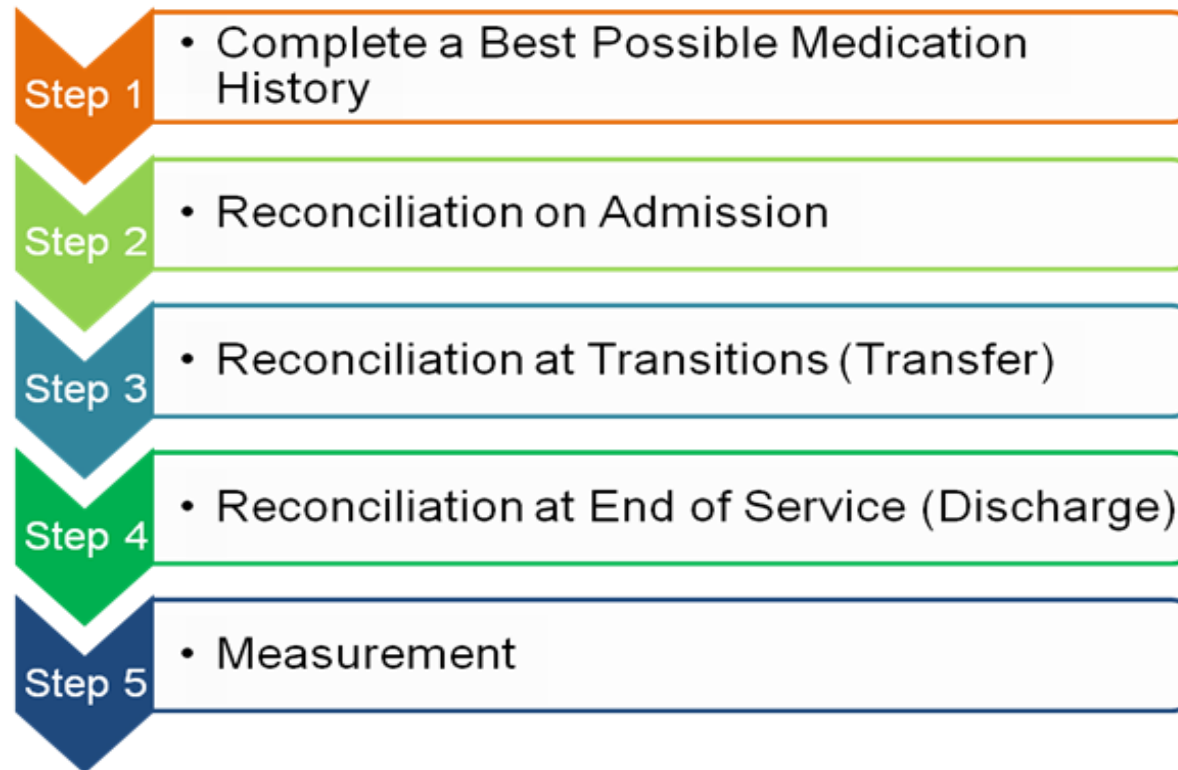 Step 1
• Complete a Best Possible Medication
History
Step 2
• Reconciliation on Admission
Step 3
• Reconciliation at Transitions (Transfer)
Step 4
• Reconciliation at End of Service (Discharge)
Step 5
• Measurement